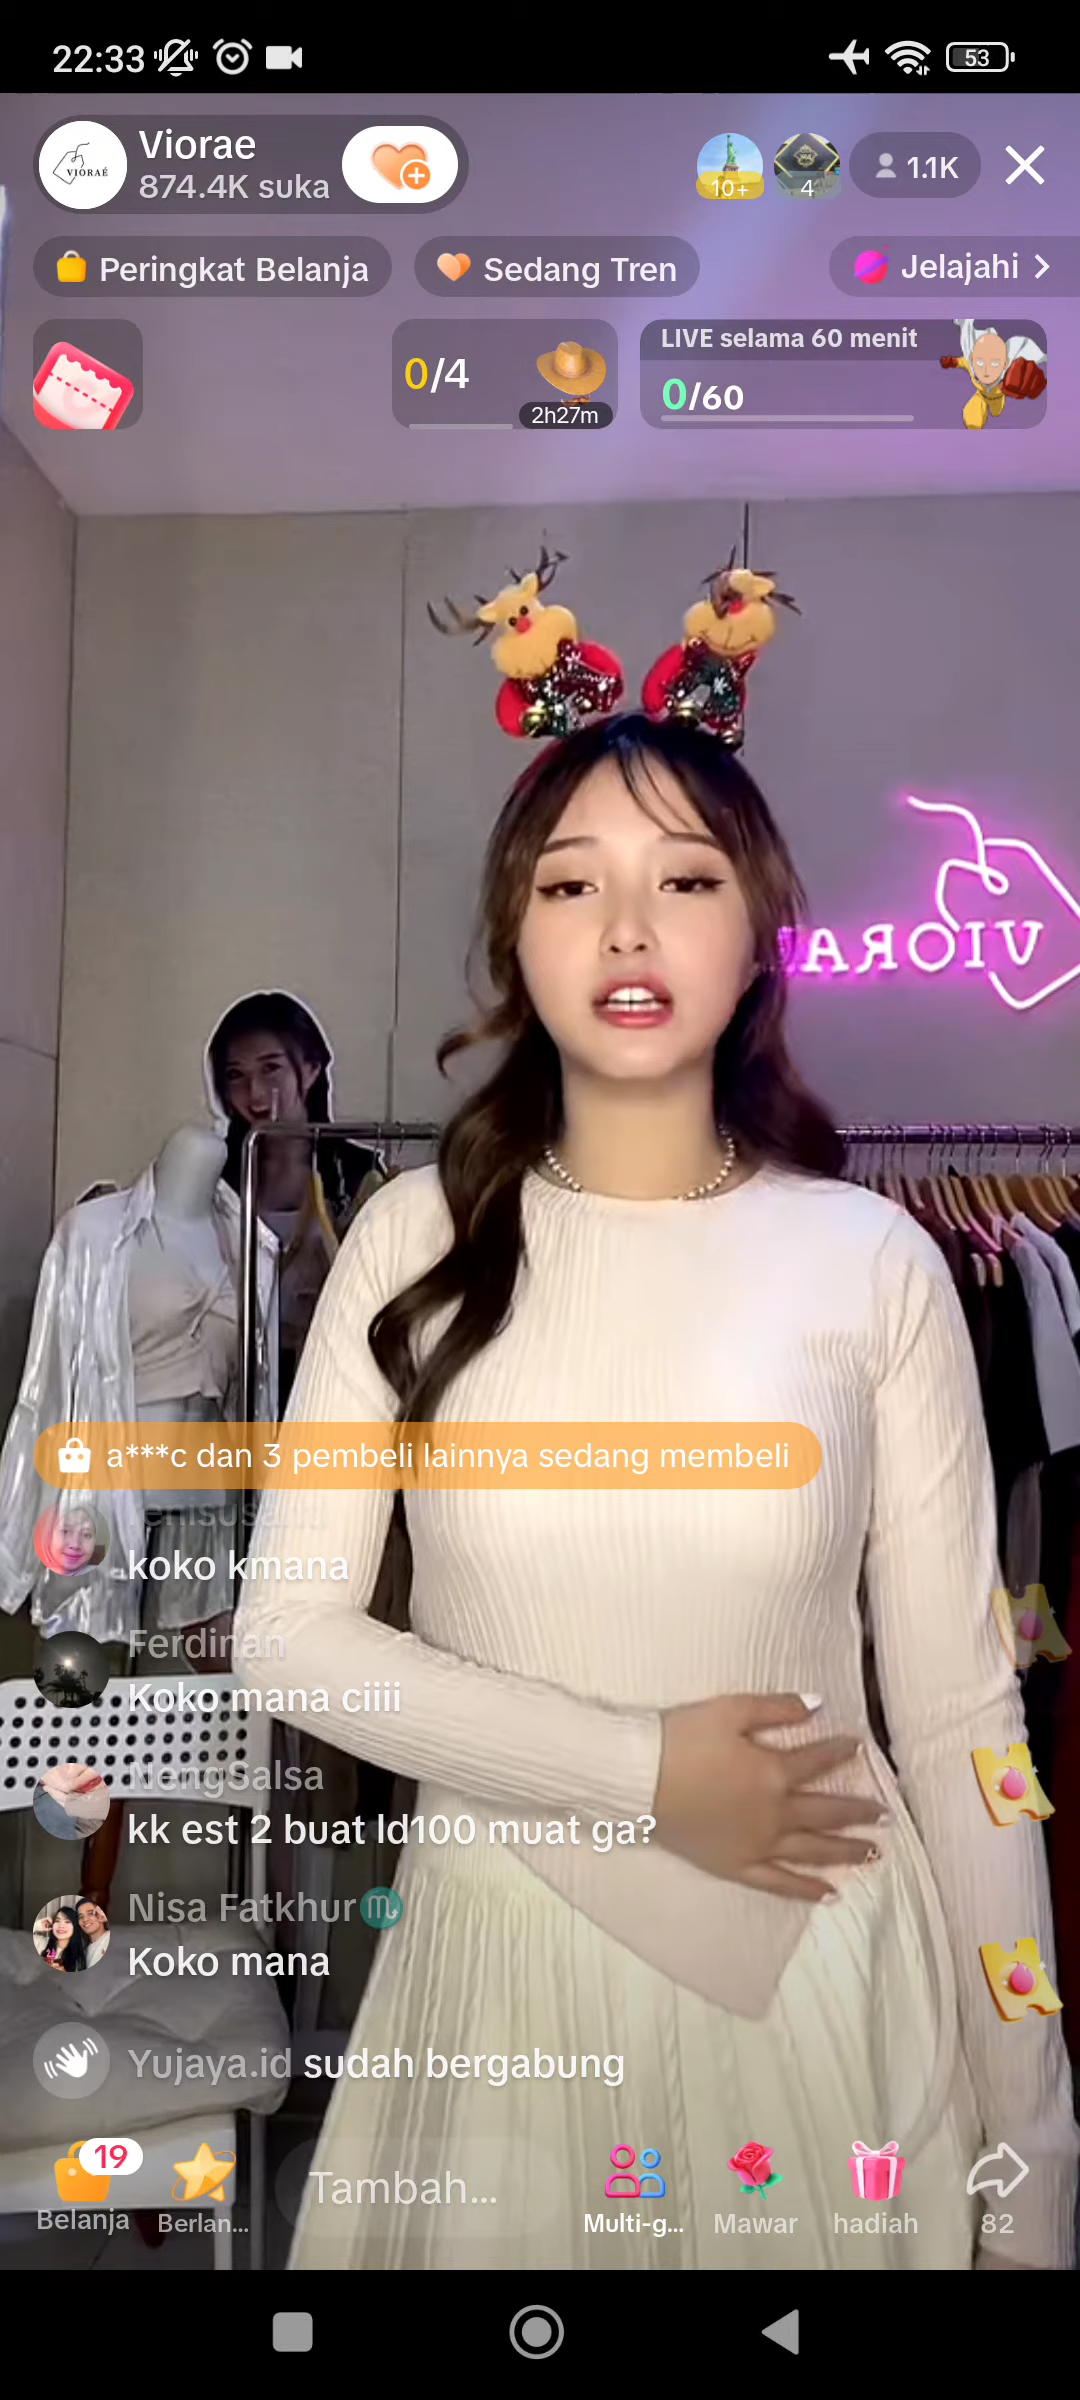 22:33
53
VIORAÉ
Viorae
874.4K suka
10+
4
1.1K
Peringkat Belanja
Sedang Tren
Jelajahi
0/4
2h27m
LIVE selama 60 menit
0/60
VIORA
a***c dan 3 pembeli lainnya sedang membeli
koko kmana
Ferdinan
Koko mana ciiii
NengSalsa
kk est 2 buat ld100 muat ga?
Nisa Fatkhur♏
Koko mana
Yujaya.id sudah bergabung
19
Belanja
Berlan...
Tambah...
Multi-g...
Mawar
hadiah
82